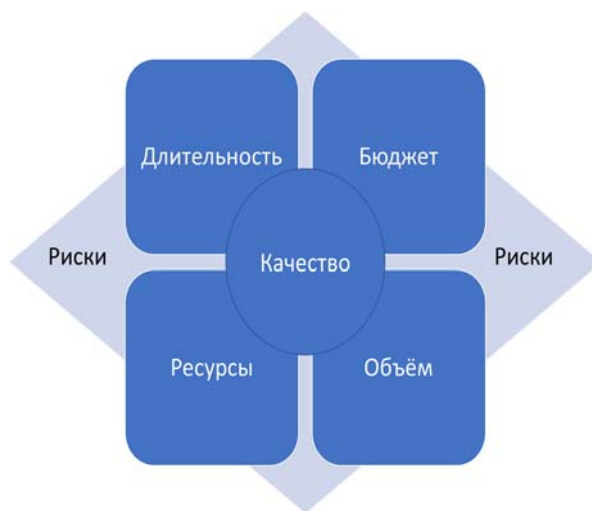 Длительность
Бюджет
Риски
Качество
Риски
Ресурсы
Объём